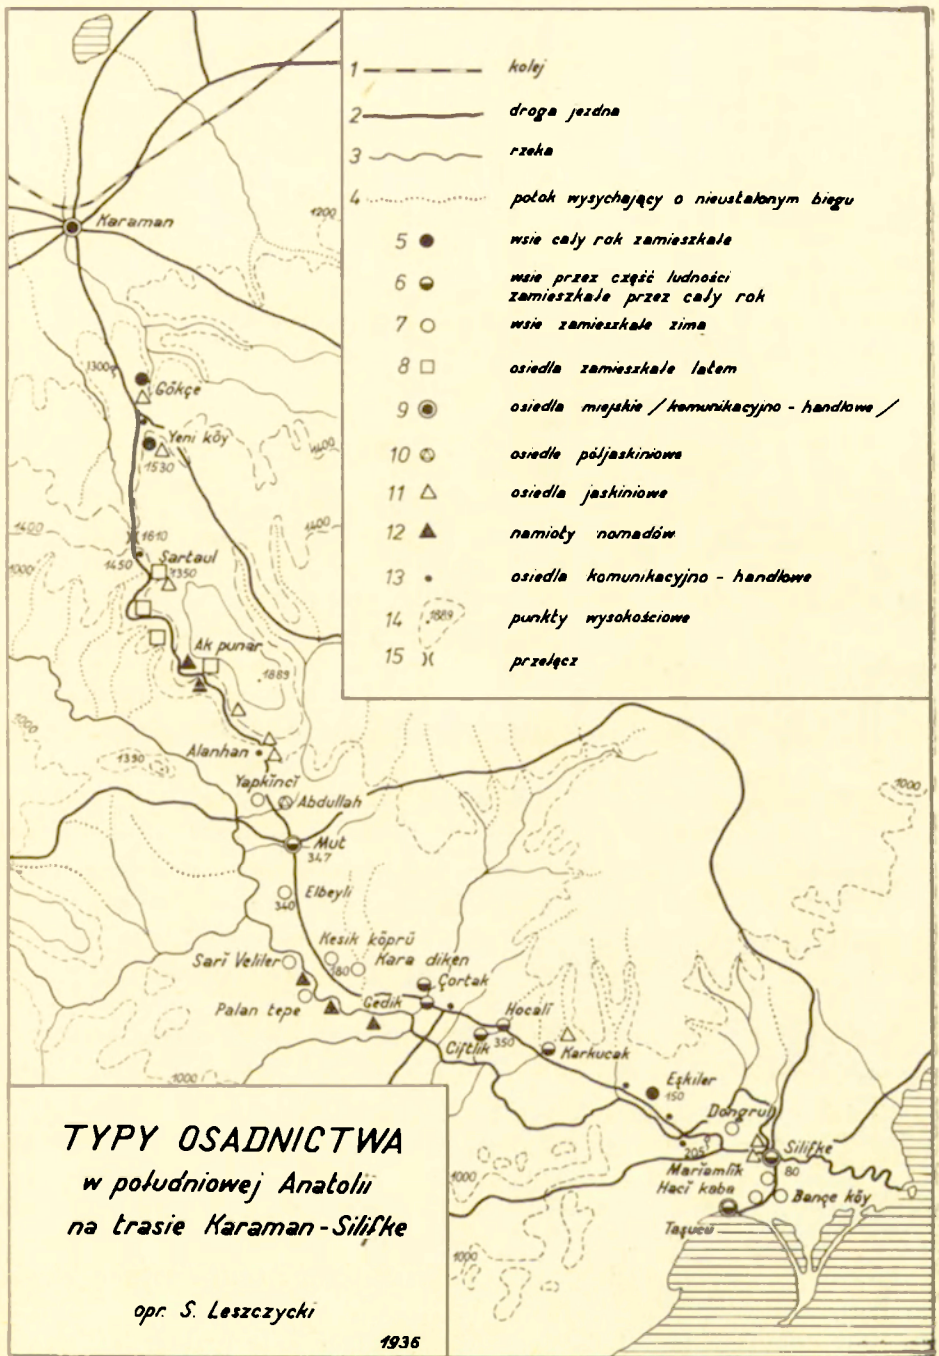 1 kolej
2 droga jezdna
3 rzeka
4 potok wysychający o nieustalonym biegu
5 wsie cały rok zamieszkałe
6 wsie przez część ludności
zamieszkałe przez cały rok
7 wsie zamieszkałe zima
8 osiedla zamieszkałe latem
9 osiedla miejskie /komunikacyjno - handlowe/
10 osiedle półjaskiniowe
11 osiedla jaskiniowe
12 namioty nomadów
13 osiedla komunikacyjno - handlowe
14 1889 punkty wysokościowe
15 przełęcz
Karaman
1200
1300
Gökçe
Yeni köy
1530
1400
1400
1610
1400
1000
1450
Sartaul
1350
Ak punar
1889
1000
Alanhan
1390
Yapkinci
Abdullah
1000
Mut
347
Elbeyli
340
Kesik köprü
Sarï Veliler
180
Kara diken
Çortak
Palan tepe
Gedik
Hocalï
350
Ciftlik
Karkucak
1000
Eşkiler
150
Dongrul
205
Silifke
80
1000
Mariamlïk
Hacï kaba
Bançe köy
Taşucu
1000
TYPY OSADNICTWA
w południowej Anatolii
na trasie Karaman - Silifke
opr. S. Leszczycki
1936